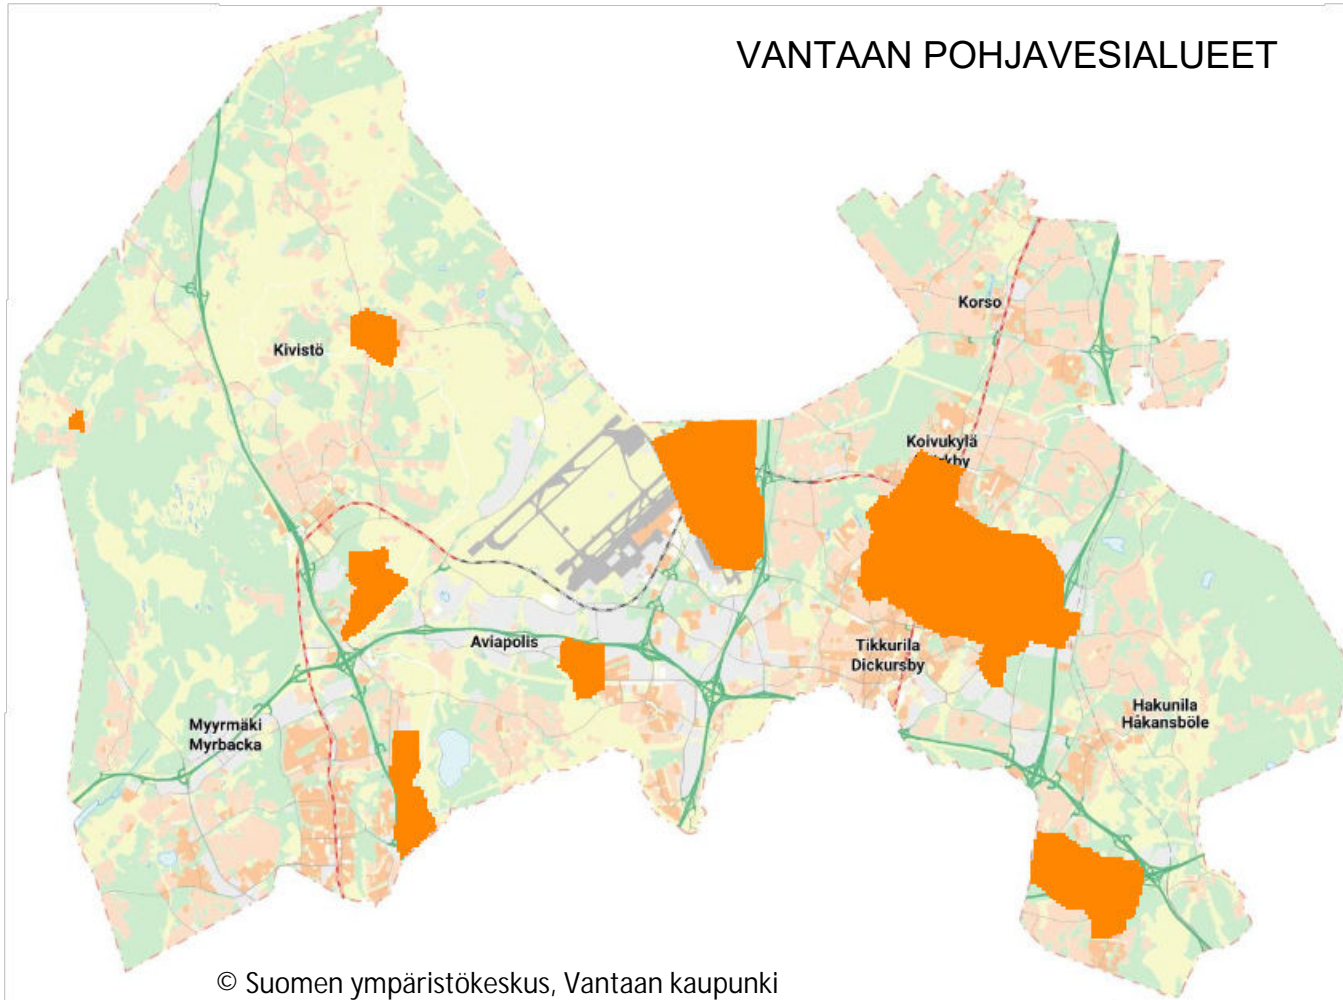 VANTAAN POHJAVESIALUEET
Korso
Kivistö
Koivukylä
Aviapolis
Tikkurila
Dickursby
Hakunila
Håkansböle
Myyrmäki
Myrbacka
© Suomen ympäristökeskus, Vantaan kaupunki